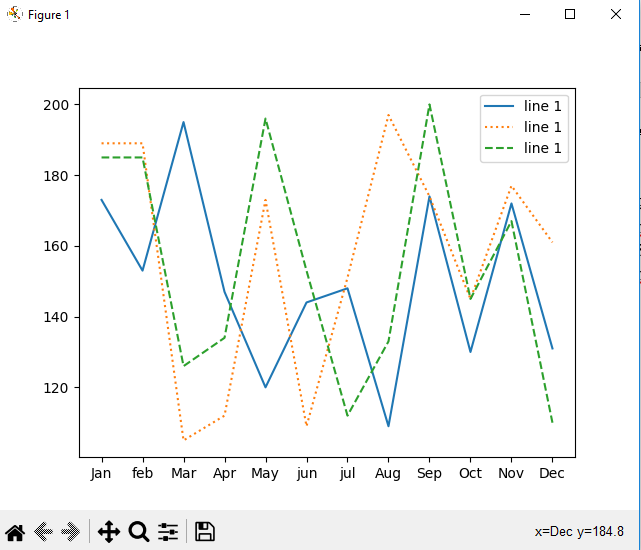 Figure 1
line 1
line 1
line 1
200
180
160
140
120
Jan feb Mar Apr May jun jul Aug Sep Oct Nov Dec
x=Dec y=184.8